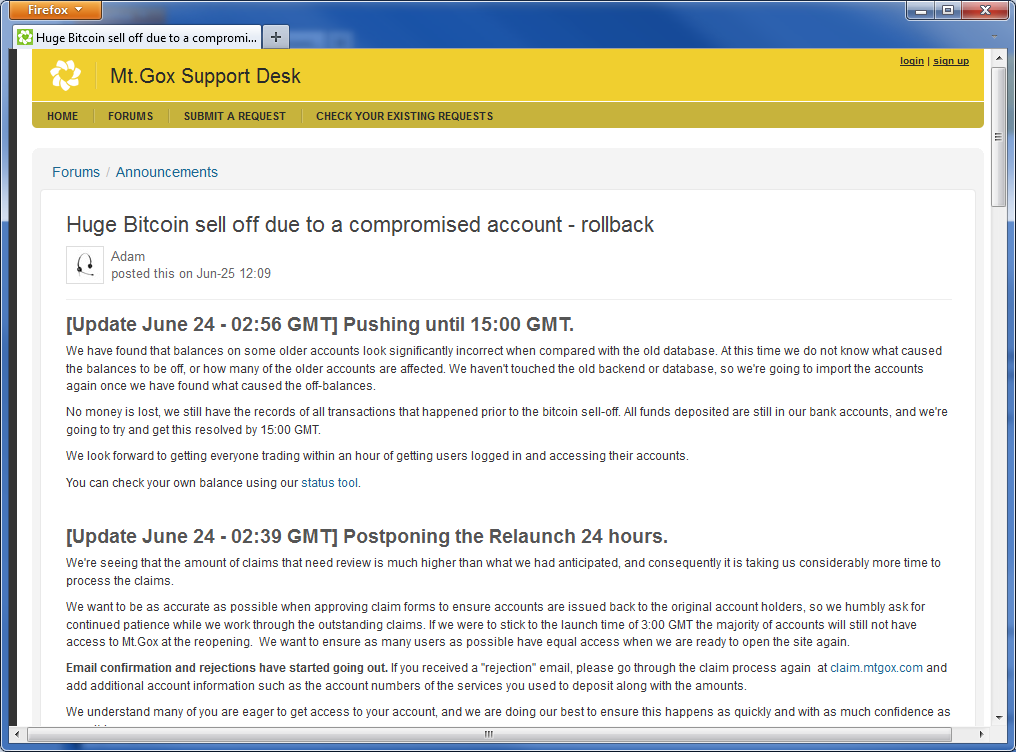 Firefox
Huge Bitcoin sell off due to a compromi...
login | sign up
Mt.Gox Support Desk
HOME FORUMS SUBMIT A REQUEST CHECK YOUR EXISTING REQUESTS
Forums / Announcements
Huge Bitcoin sell off due to a compromised account - rollback
Adam
posted this on Jun-25 12:09
[Update June 24 - 02:56 GMT] Pushing until 15:00 GMT.
We have found that balances on some older accounts look significantly incorrect when compared with the old database. At this time we do not know what caused
the balances to be off, or how many of the older accounts are affected. We haven't touched the old backend or database, so we're going to import the accounts
again once we have found what caused the off-balances.
No money is lost, we still have the records of all transactions that happened prior to the bitcoin sell-off. All funds deposited are still in our bank accounts, and we're
going to try and get this resolved by 15:00 GMT.
We look forward to getting everyone trading within an hour of getting users logged in and accessing their accounts.
You can check your own balance using our status tool.
[Update June 24 - 02:39 GMT] Postponing the Relaunch 24 hours.
We're seeing that the amount of claims that need review is much higher than what we had anticipated, and consequently it is taking us considerably more time to
process the claims.
We want to be as accurate as possible when approving claim forms to ensure accounts are issued back to the original account holders, so we humbly ask for
continued patience while we work through the outstanding claims. If we were to stick to the launch time of 3:00 GMT the majority of accounts will still not have
access to Mt.Gox at the reopening. We want to ensure as many users as possible have equal access when we are ready to open the site again.
Email confirmation and rejections have started going out. If you received a "rejection" email, please go through the claim process again at claim.mtgox.com and
add additional account information such as the account numbers of the services you used to deposit along with the amounts.
We understand many of you are eager to get access to your account, and we are doing our best to ensure this happens as quickly and with as much confidence as